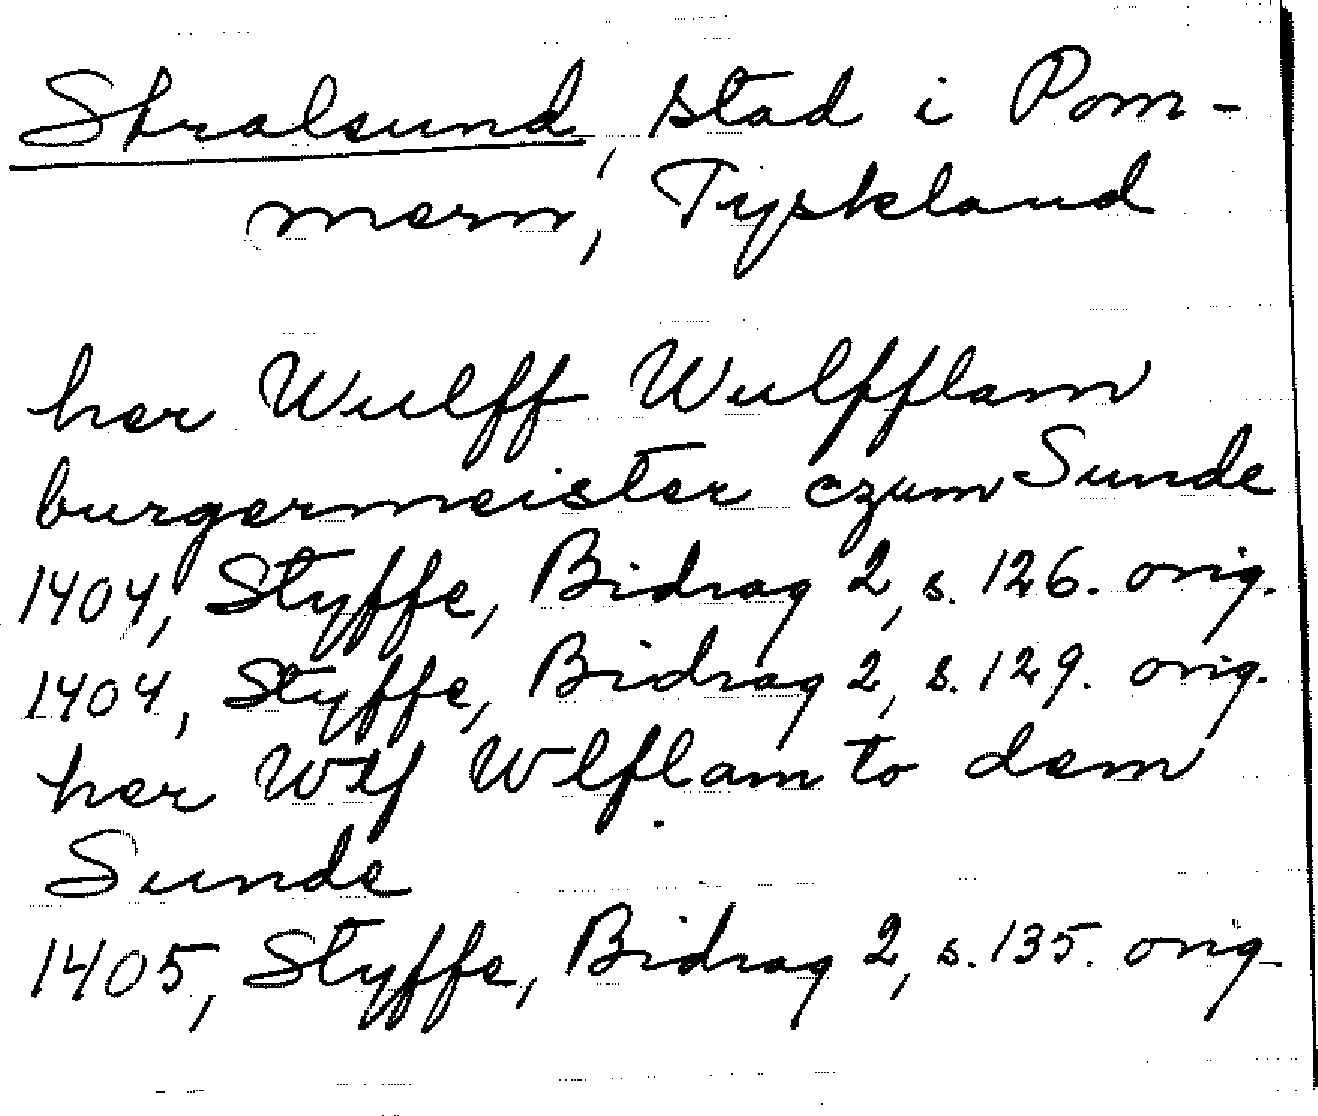 Stralsund, stad i Pom-
mern, Tyskland
her Wulff Wulfflam
burgermeister czum Sunde
1404, Styffe, Bidrag 2, s. 126. orig.
1404, Styffe, Bidrag 2, s. 129. orig.
her Wlf Wlflam to dem
Sunde
1405, Styffe, Bidrag 2, s. 135. orig